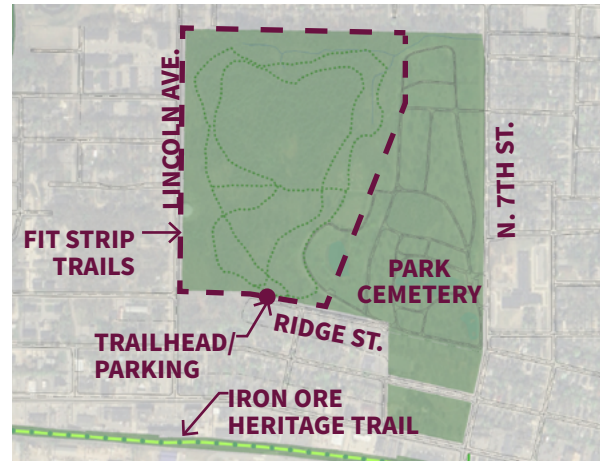 LINCOLN AVE.
N. 7TH ST.
FIT STRIP
TRAILS
PARK
CEMETERY
RIDGE ST.
TRAILHEAD/
PARKING
IRON ORE
HERITAGE TRAIL